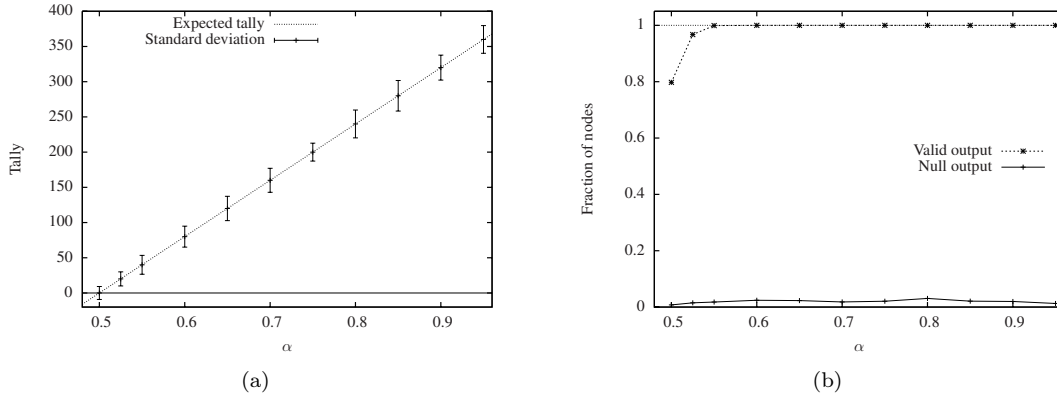 400
350
300
250
200
150
100
50
0
Tally
Expected tally
Standard deviation
0.5 0.6 0.7 0.8 0.9
α
(a)
1
0.8
0.6
0.4
0.2
0
Fraction of nodes
Valid output
Null output
0.5 0.6 0.7 0.8 0.9
α
(b)